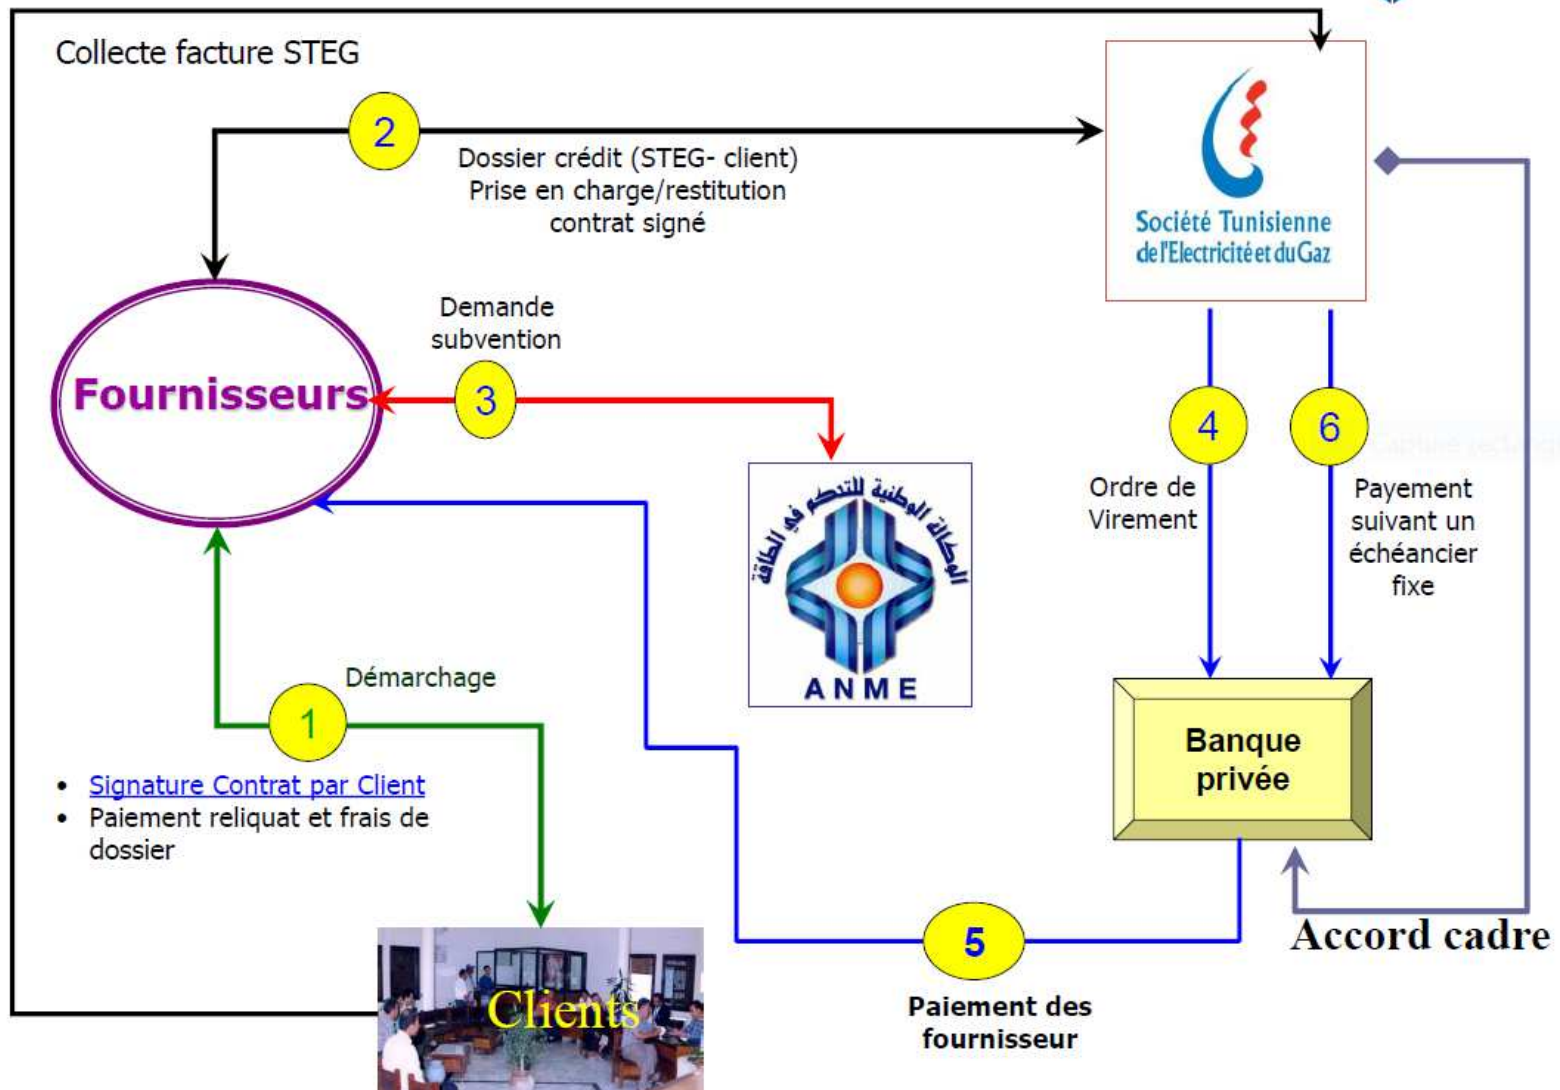 Collecte facture STEG
2
Dossier crédit (STEG- client)
Prise en charge/restitution
contrat signé
Société Tunisienne
de l'Electricité et du Gaz
Demande
subvention
Fournisseurs
3
4
6
Ordre de
Virement
Payement
suivant un
échéancier
fixe
الوكالة الوطنية للتحكم في الطاقة
ANME
Démarchage
1
• Signature Contrat par Client
• Paiement reliquat et frais de
dossier
Banque
privée
5
Accord cadre
Clients
Paiement des
fournisseur